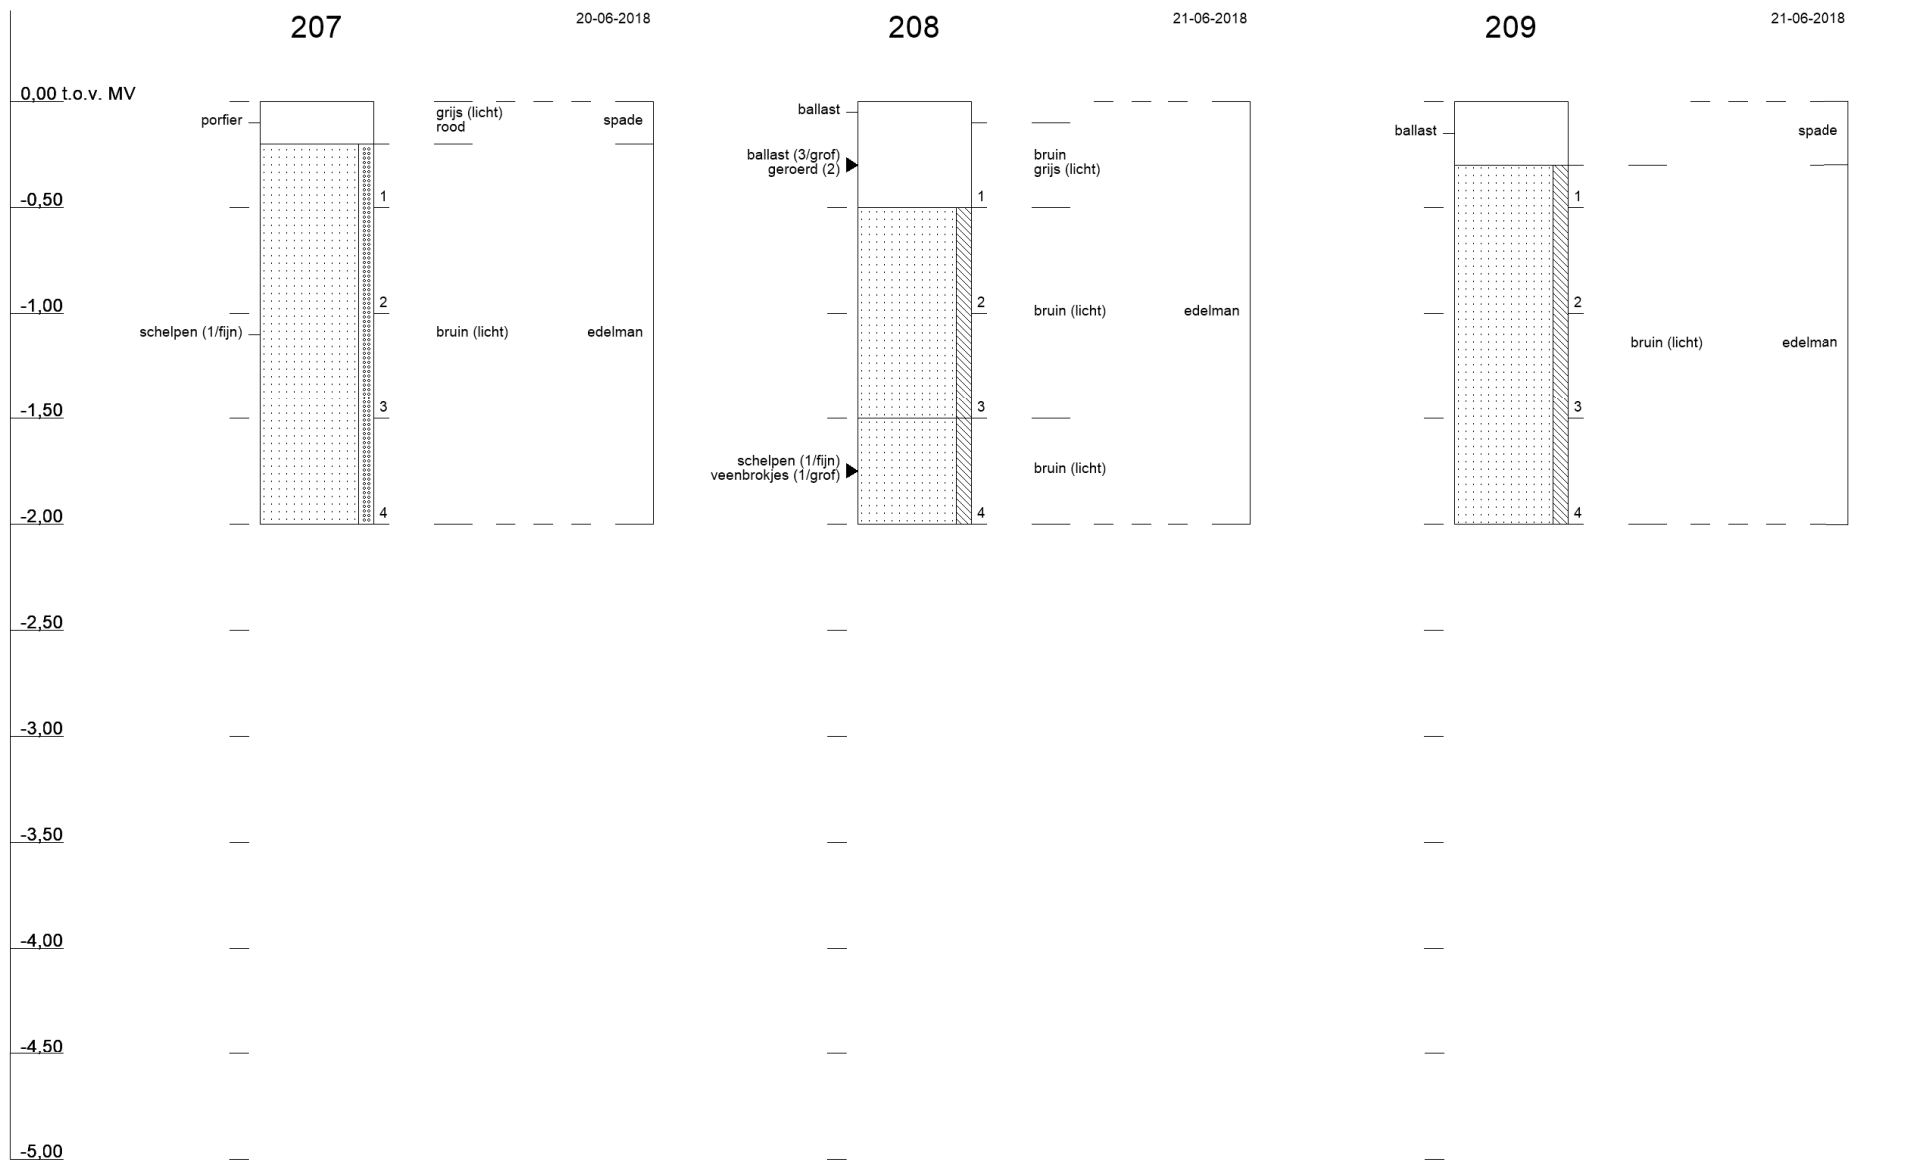 207
20-06-2018
208
21-06-2018
209
21-06-2018
0,00 t.o.v. MV
-0,50
-1,00
-1,50
-2,00
-2,50
-3,00
-3,50
-4,00
-4,50
-5,00
porfier
grijs (licht)
rood
spade
1
2
schelpen (1/fijn)
bruin (licht)
edelman
3
4
ballast
ballast (3/grof)
geroerd (2)
bruin
grijs (licht)
1
2
bruin (licht)
edelman
3
schelpen (1/fijn)
veenbrokjes (1/grof)
bruin (licht)
4
ballast
spade
1
2
bruin (licht)
edelman
3
4